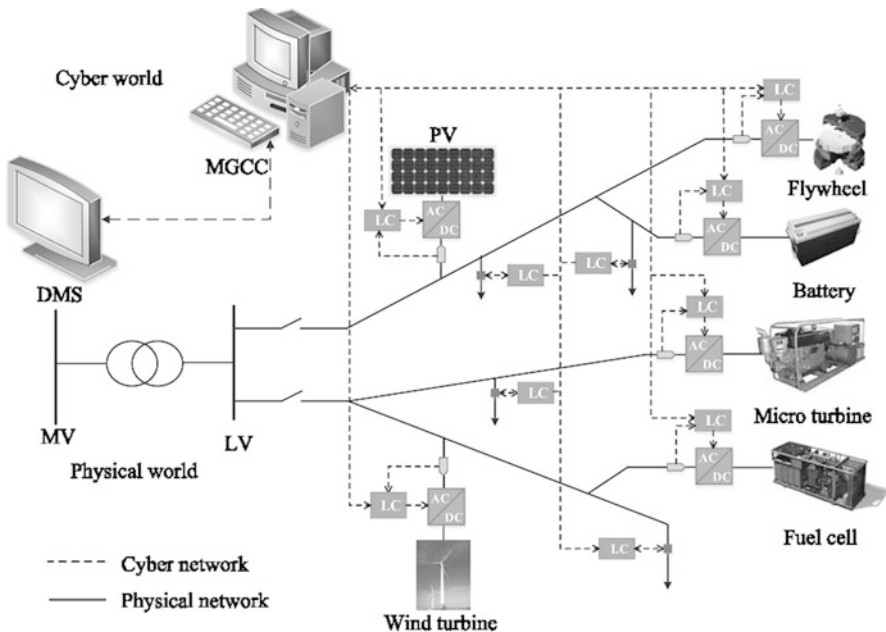 Cyber world
MGCC
PV
LC
AC
DC
Flywheel
LC
AC
DC
LC
AC
DC
Battery
DMS
LC
LC
LC
AC
DC
Micro turbine
MV
LV
LC
Physical world
LC
AC
DC
Fuel cell
LC
AC
DC
LC
Wind turbine
Cyber network
Physical network